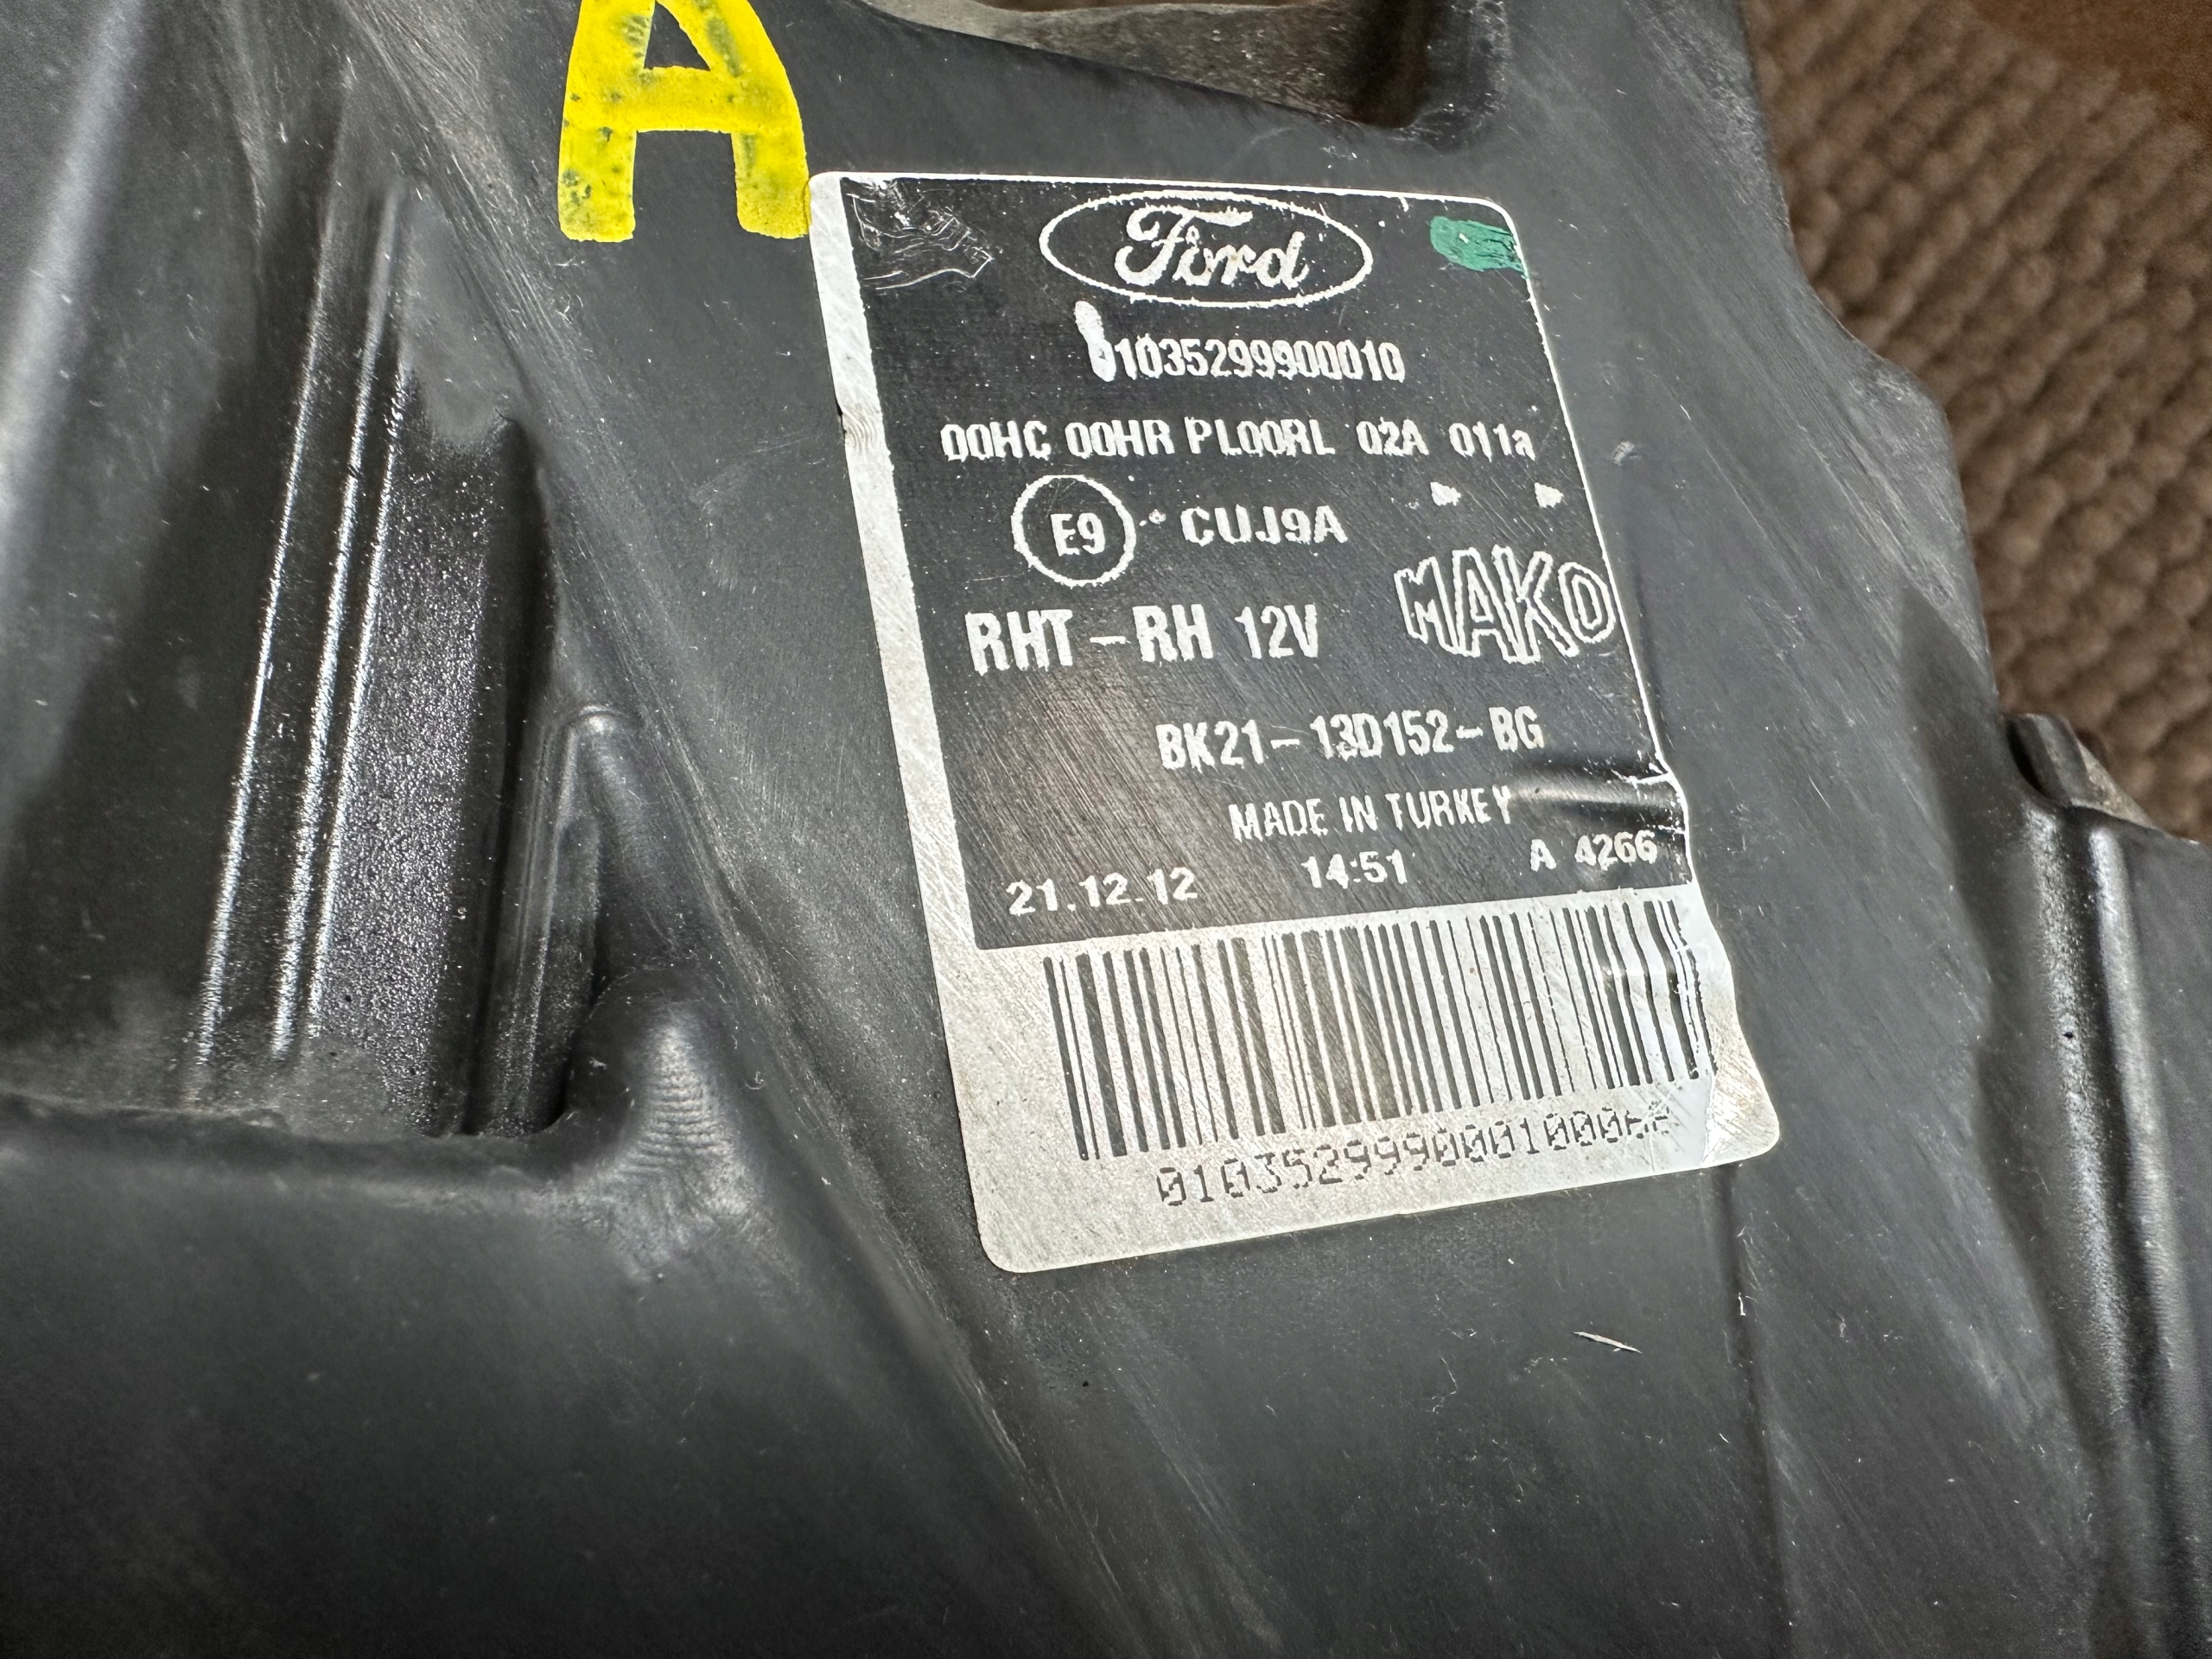 A
Ford
01035299900010
00HC 00HR PL00RL 02A 011a
E9 CUJ9A
RHT - RH 12V MAKO
BK21-13D152-BG
MADE IN TURKEY
21.12.12 14:51 A 4266